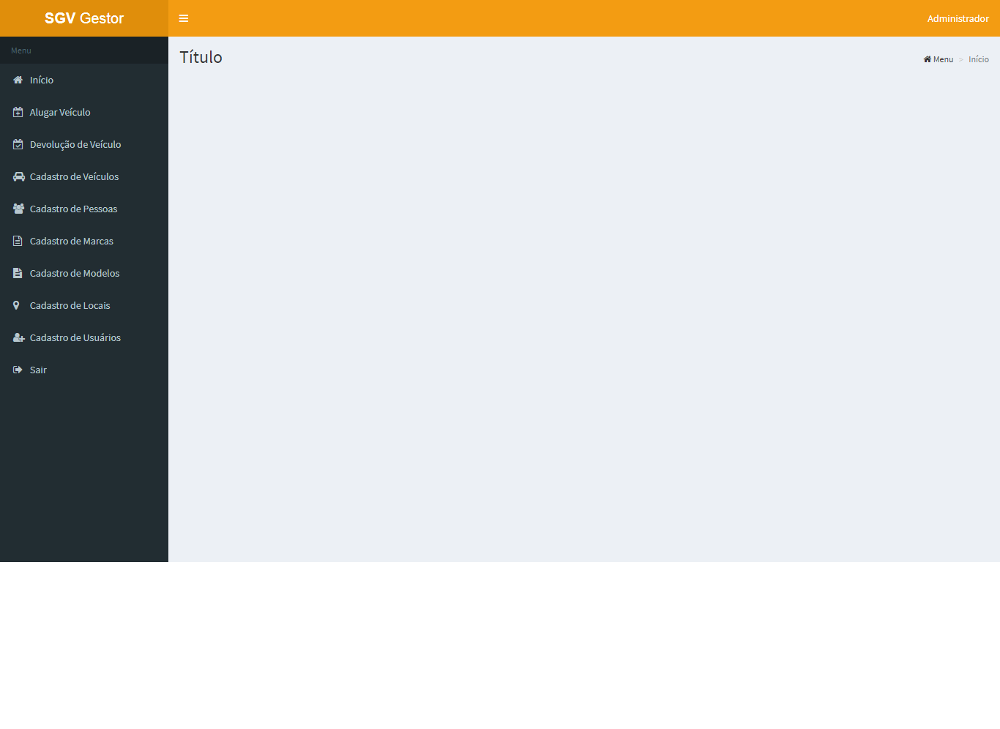 SGV Gestor
Administrador
Menu
Início
Alugar Veículo
Devolução de Veículo
Cadastro de Veículos
Cadastro de Pessoas
Cadastro de Marcas
Cadastro de Modelos
Cadastro de Locais
Cadastro de Usuários
Sair
Título
Menu > Início